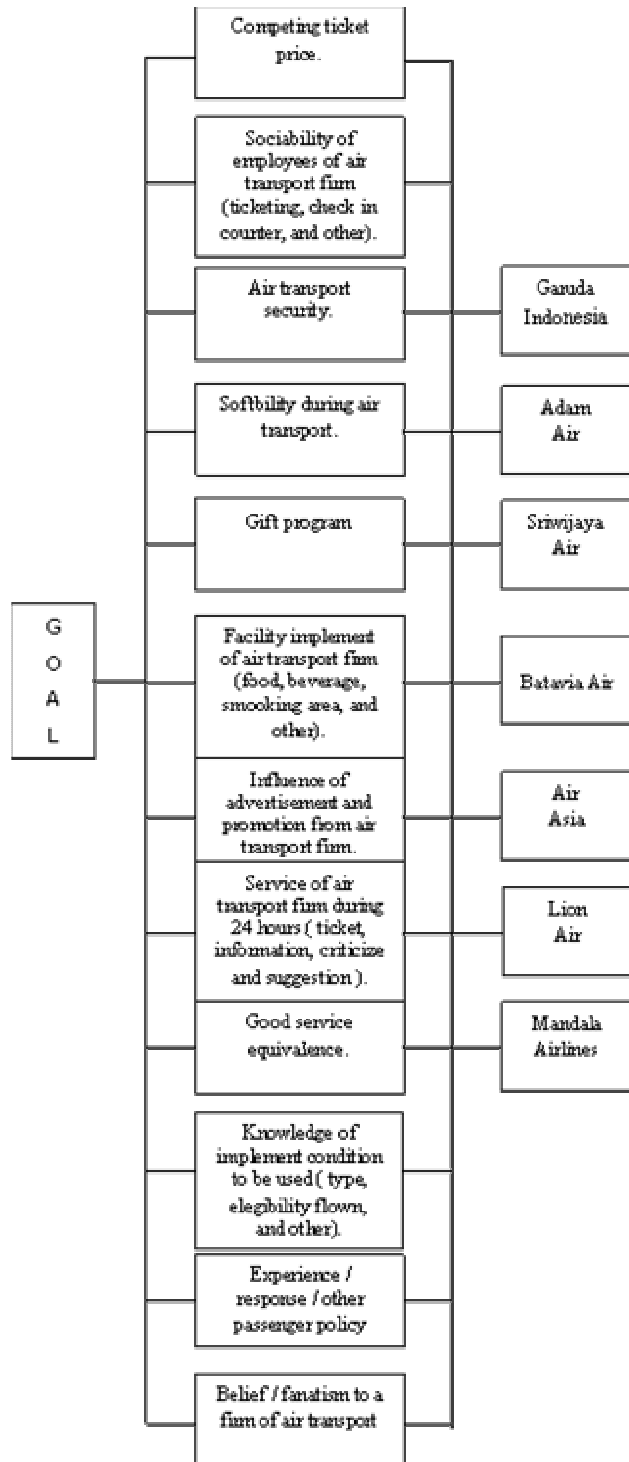 Competing ticket
price.
Sociability of
employees of air
transport firm
(ticketing, check in
counter, and other).
Air transport
security.
Softbility during air
transport.
Gift program
G
O
A
L
Facility implement
of air transport firm
(food, beverage,
smooking area, and
other).
Influence of
advertisement and
promotion from air
transport firm.
Service of air
transport firm during
24 hours ( ticket,
information, criticize
and suggestion ).
Good service
equivalence.
Knowledge of
implement condition
to be used ( type,
elegibility flown,
and other).
Experience /
response / other
passenger policy
Belief / fanatism to a
firm of air transport
Garuda
Indonesia
Adam
Air
Sriwijaya
Air
Batavia Air
Air
Asia
Lion
Air
Mandala
Airlines